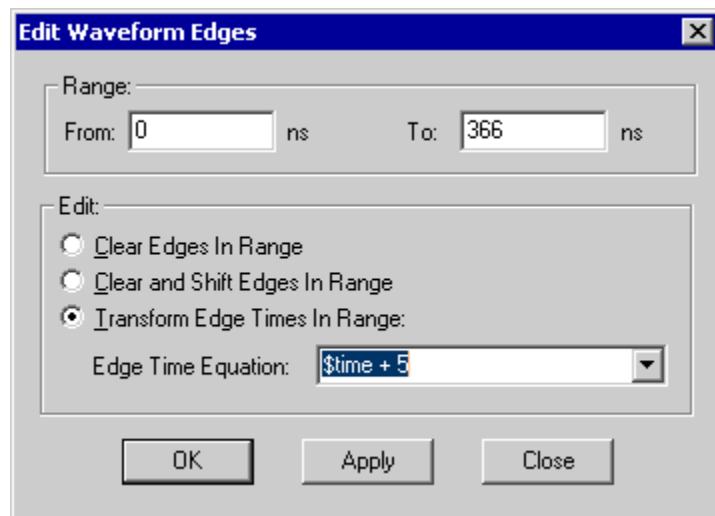 Edit Waveform Edges
Range:
From: 0 ns To: 366 ns
Edit:
Clear Edges In Range
Clear and Shift Edges In Range
Transform Edge Times In Range:
Edge Time Equation: $time + 5
OK Apply Close